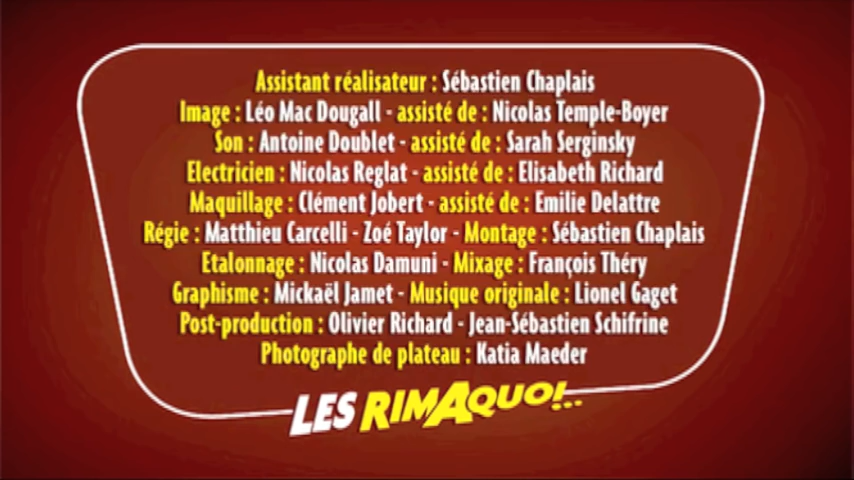 Assistant réalisateur : Sébastien Chaplais
Image : Léo Mac Dougall - assisté de : Nicolas Temple-Boyer
Son : Antoine Doublet - assisté de : Sarah Serginsky
Electricien : Nicolas Reglat - assisté de : Elisabeth Richard
Maquillage : Clément Jobert - assisté de : Emilie Delattre
Régie : Matthieu Carcelli - Zoé Taylor - Montage : Sébastien Chaplais
Etalonnage : Nicolas Damuni - Mixage : François Théry
Graphisme : Mickaël Jamet - Musique originale : Lionel Gaget
Post-production : Olivier Richard - Jean-Sébastien Schifrine
Photographe de plateau : Katia Maeder
LES RIMAQUOI...